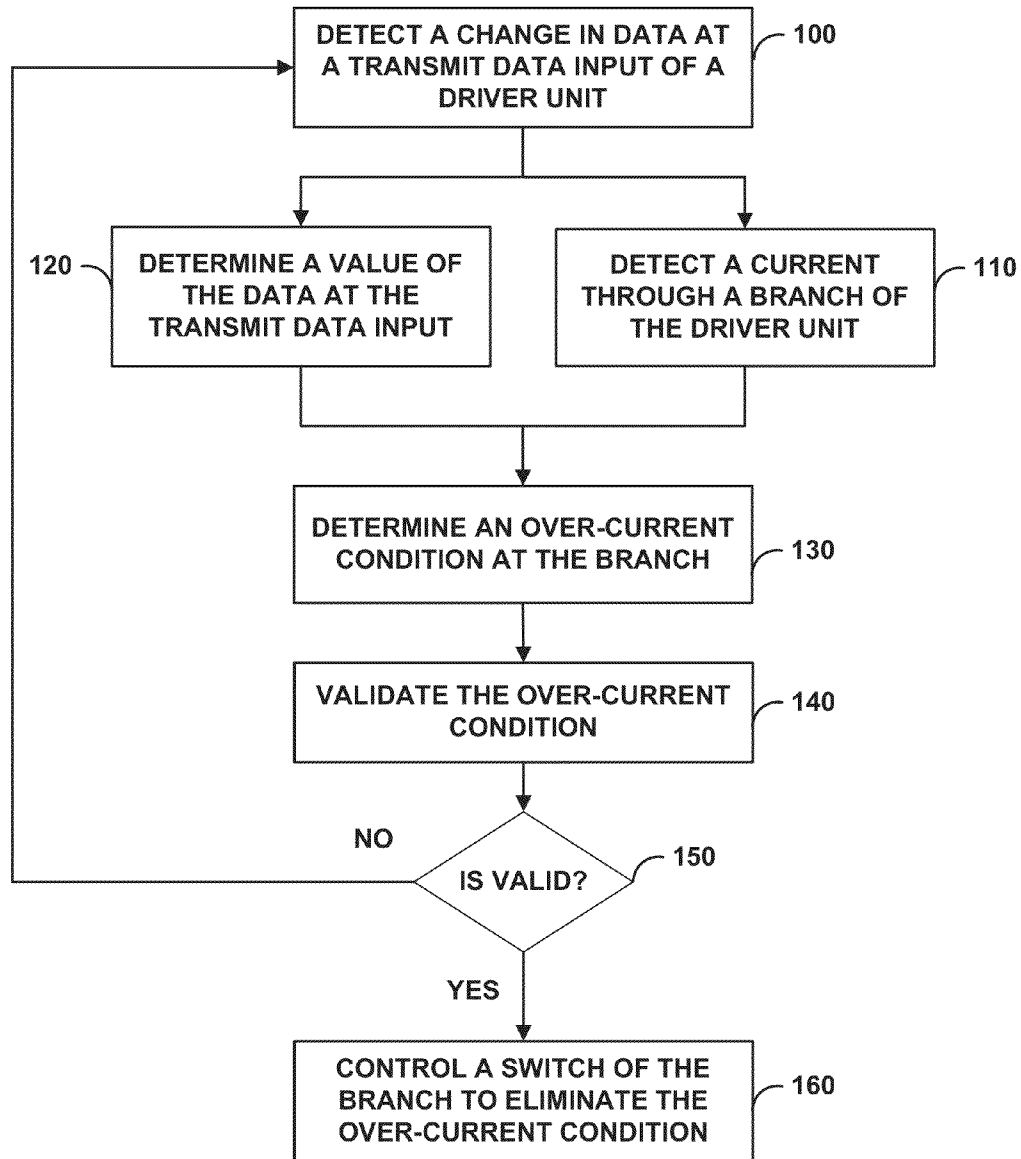 DETECT A CHANGE IN DATA AT
A TRANSMIT DATA INPUT OF A
DRIVER UNIT
100
120
DETERMINE A VALUE OF
THE DATA AT THE
TRANSMIT DATA INPUT
DETECT A CURRENT
THROUGH A BRANCH OF
THE DRIVER UNIT
110
DETERMINE AN OVER-CURRENT
CONDITION AT THE BRANCH
130
VALIDATE THE OVER-CURRENT
CONDITION
140
NO
IS VALID?
150
YES
CONTROL A SWITCH OF THE
BRANCH TO ELIMINATE THE
OVER-CURRENT CONDITION
160